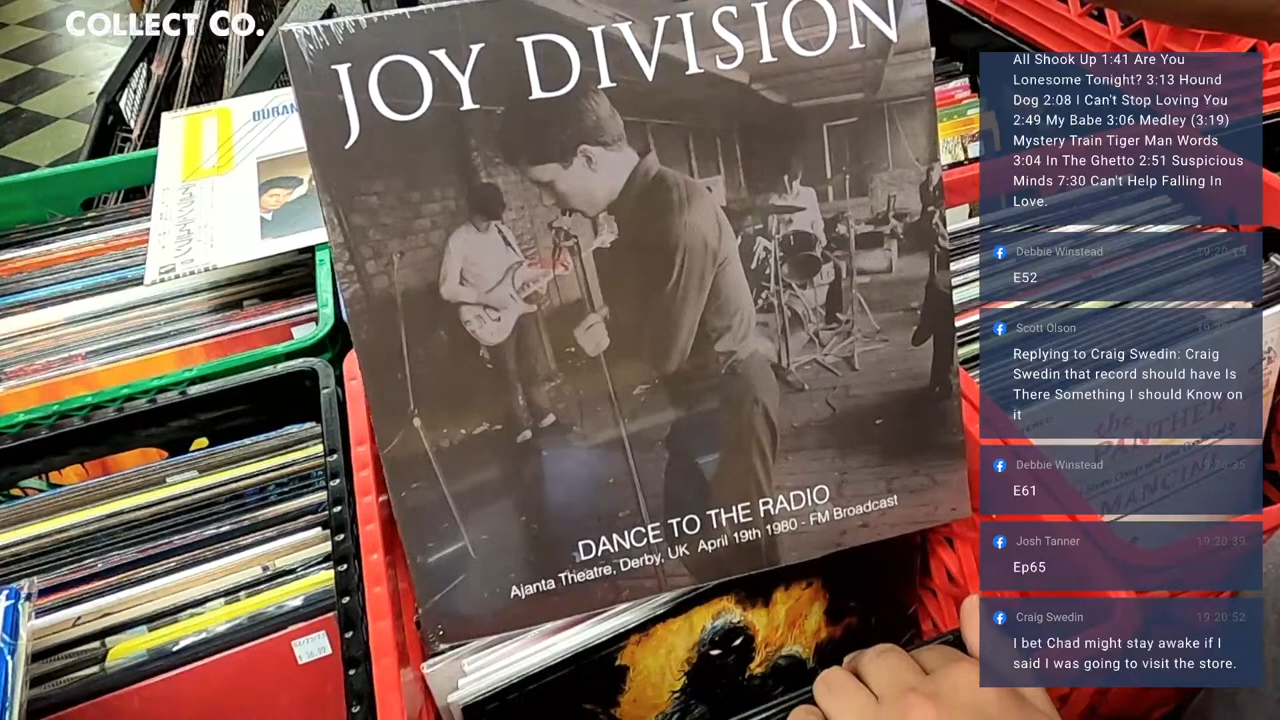 COLLECT CO.
JOY DIVISION
DURAN
DANCE TO THE RADIO
Ajanta Theatre, Derby, UK April 19th 1980 - FM Broadcast
$ 36.00
the
PANTHER
MANCINI
All Shook Up 1:41 Are You
Lonesome Tonight? 3:13 Hound
Dog 2:08 I Can't Stop Loving You
2:49 My Babe 3:06 Medley (3:19)
Mystery Train Tiger Man Words
3:04 In The Ghetto 2:51 Suspicious
Minds 7:30 Can't Help Falling In
Love.
Debbie Winstead
E52
Scott Olson
Replying to Craig Swedin: Craig
Swedin that record should have Is
There Something I should Know on
it
Debbie Winstead
E61
Josh Tanner 19:20:39
Ep65
Craig Swedin 19:20:52
I bet Chad might stay awake if I
said I was going to visit the store.